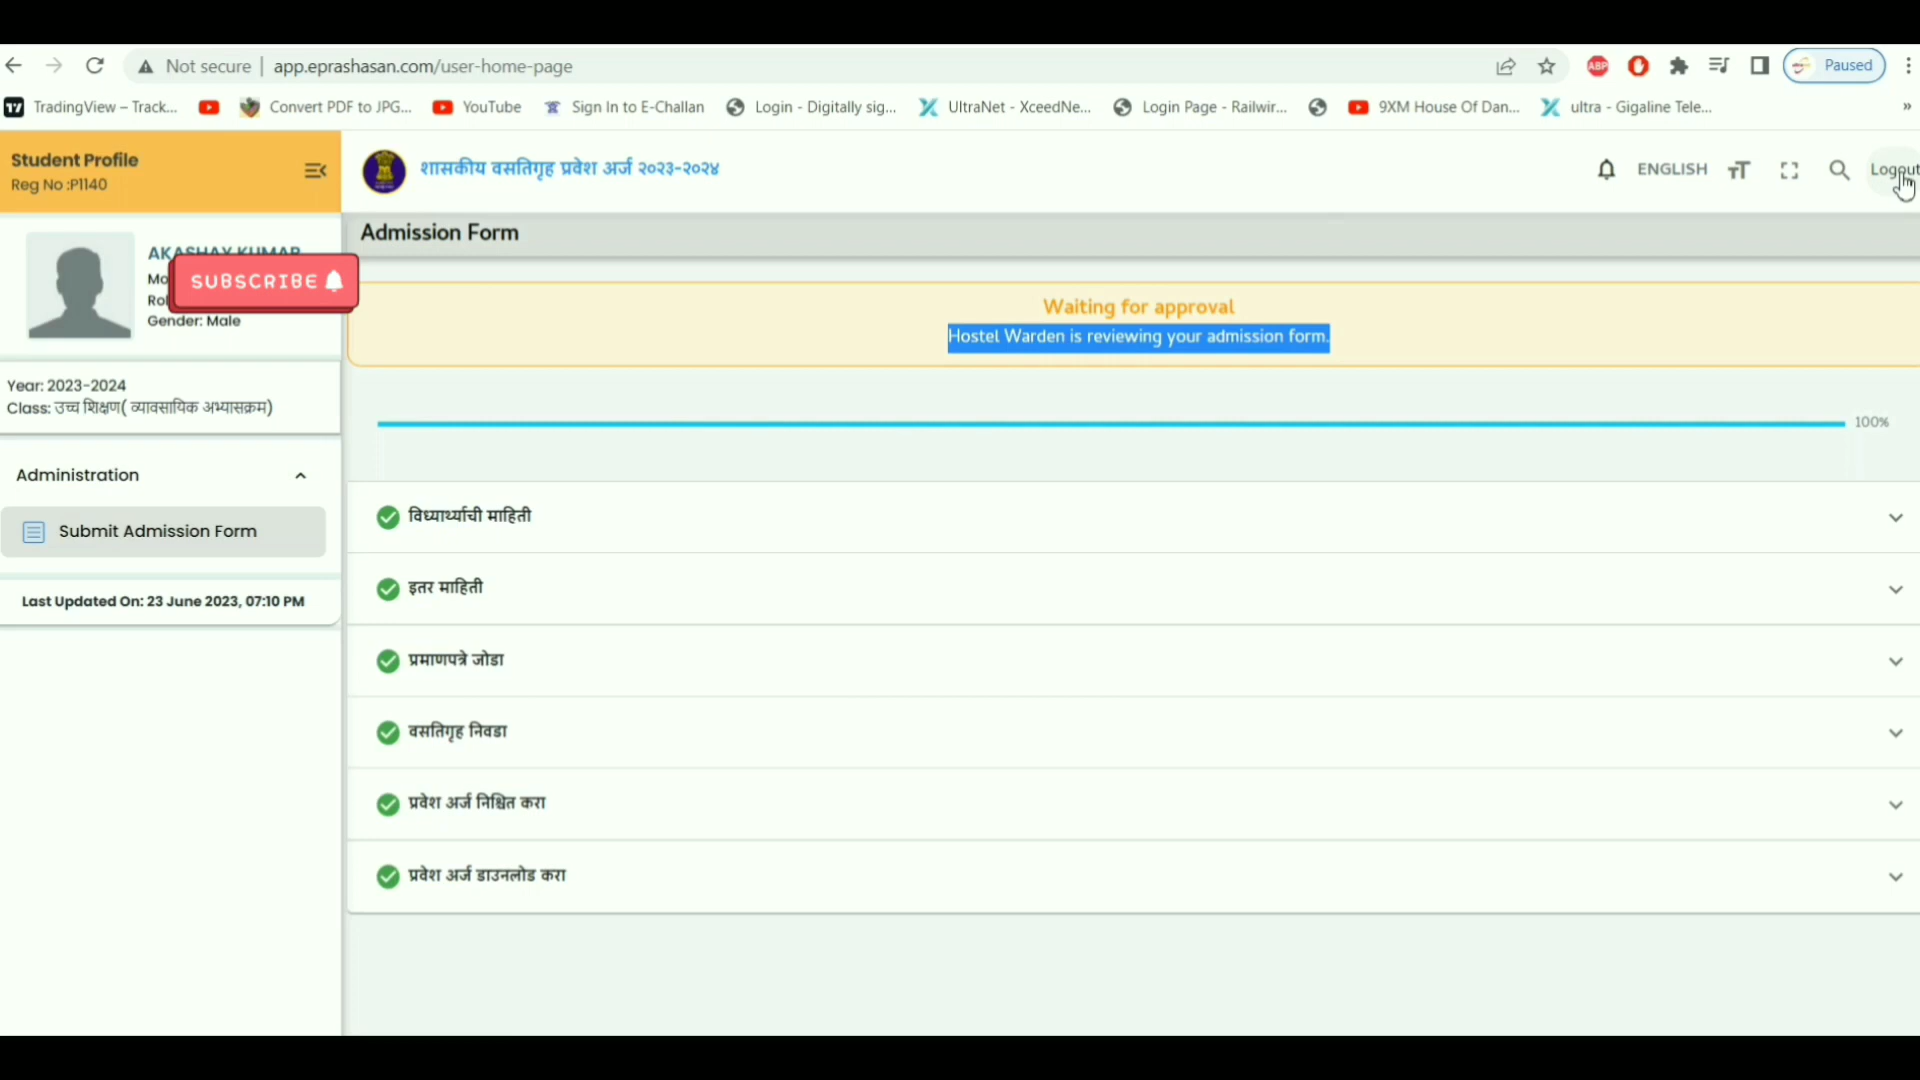 Not secure | app.eprashasan.com/user-home-page
Paused
TradingView – Track...
Convert PDF to JPG...
YouTube
Sign In to E-Challan
Login - Digitally sig...
UltraNet - XceedNe...
Login Page - Railwir...
9XM House Of Dan...
ultra - Gigaline Tele...
»
Student Profile
Reg No :P1140
शासकीय वसतिगृह प्रवेश अर्ज २०२३-२०२४
ENGLISH
Logout
Admission Form
AKASHAY KUMAR
Mo
SUBSCRIBE
Rol
Gender: Male
Waiting for approval
Hostel Warden is reviewing your admission form.
Year: 2023-2024
Class: उच्च शिक्षण( व्यावसायिक अभ्यासक्रम)
100%
Administration
Submit Admission Form
Last Updated On: 23 June 2023, 07:10 PM
विध्यार्थ्याची माहिती
इतर माहिती
प्रमाणपत्रे जोडा
वसतिगृह निवडा
प्रवेश अर्ज निश्चित करा
प्रवेश अर्ज डाउनलोड करा